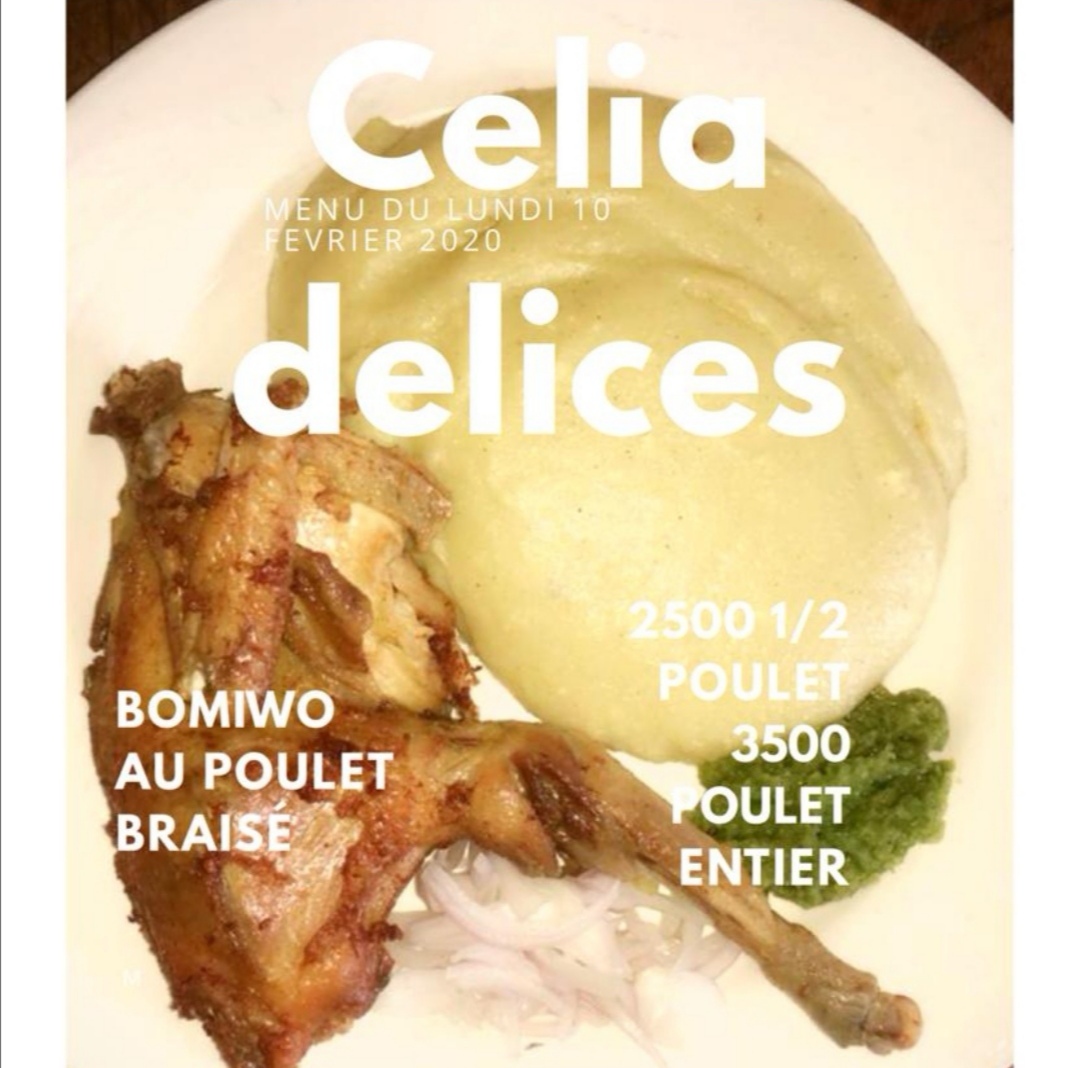 Celia
MENU DU LUNDI 10
FEVRIER 2020
delices
BOMIWO
AU POULET
BRAISÉ
2500 1/2
POULET
3500
POULET
ENTIER
M